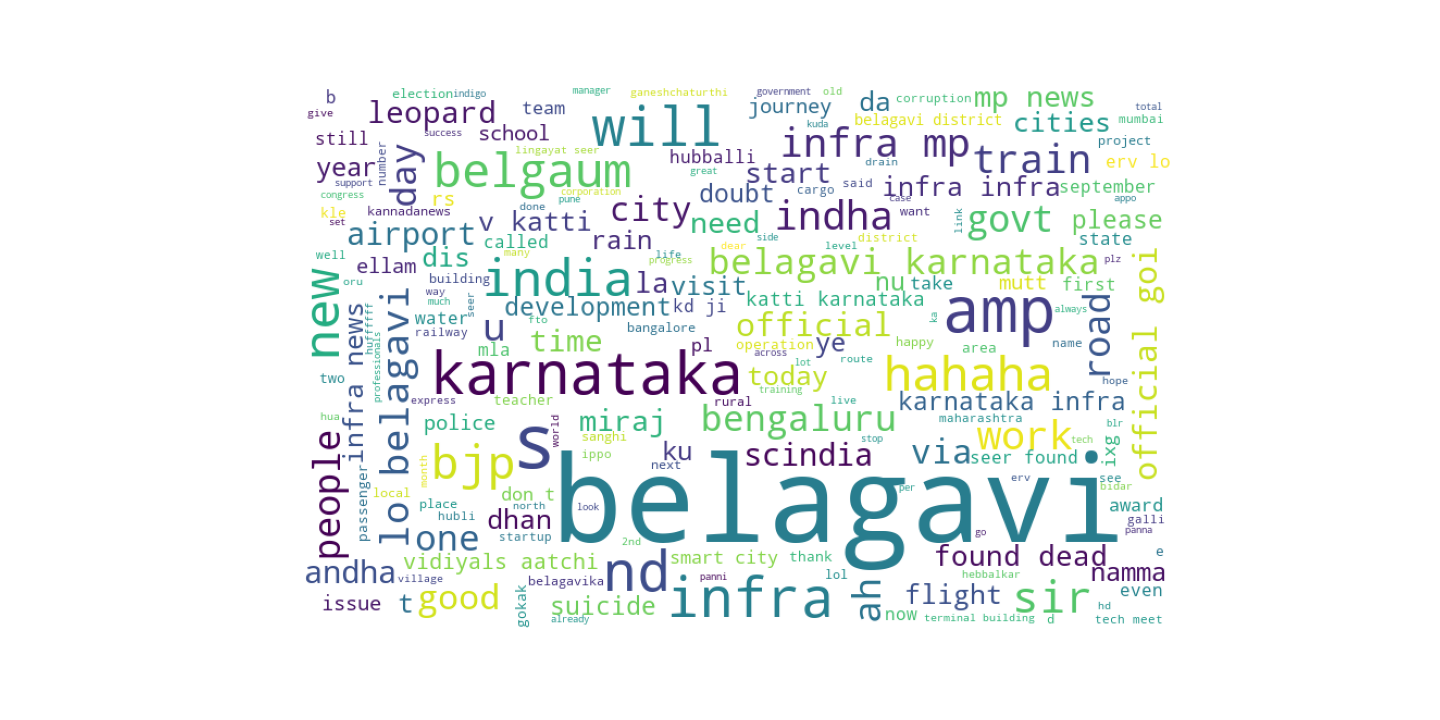 b
election
indigo
manager
ganeshchaturthi
government
old
mp news
total
give
leopard
team
will
journey
da
corruption
cities
mumbai
still
success
school
kuda
belagavi district
project
year
number
day
lingayat seer
belgaum
hubballi
infra mp
train
erv lo
support
great
start
drain
congress
rs
corporation
doubt
cargo
said
infra infra
september
appo
kle
kannadanews
done
pune
city
need
indha
case
want
link
govt
please
set
v katti
airport
called
rain
side
district
state
well
dis
many
life
dear
level
ellam
india
progress
belagavi karnataka
plz
official goi
new
oru
building
la
visit
nu
take
mutt
first
way
much
seer
development
kd ji
katti karnataka
amp
road
always
infra news
hufffff
lo belagavi
water
u
fto
bangalore
official
ka
name
railway
time
operation
ye
happy
area
professionals
mla
pl
across
route
two
karnataka
lot
today
hahaha
hope
training
express
teacher
rural
live
karnataka infra
hua
people
police
s
world
miraj
bengaluru
maharashtra
blr
sanghi
stop
work
tech
bjp
ippo
ku
scindia
via
seer found
ixg
month
next
erv
see
passenger
local
don t
belagavi
per
bidar
place
north
look
award
hubli
dhan
galli
one
startup
2nd
go
panna
vidiyals aatchi
nd
smart city
thank
found dead
e
andha
village
belagavika
panni
lol
hebbalkar
namma
issue
t
good
gokak
suicide
infra
ah
flight
sir
even
hd
already
now
terminal building
d
tech meet